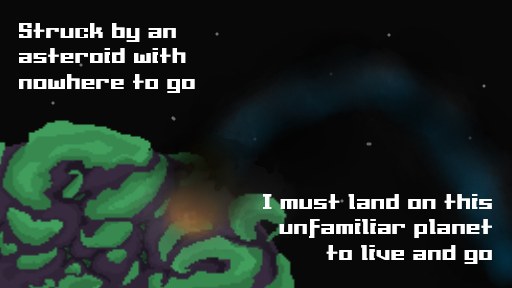 Struck by an
asteroid with
nowhere to go
I must land on this
unfamiliar planet
to live and go